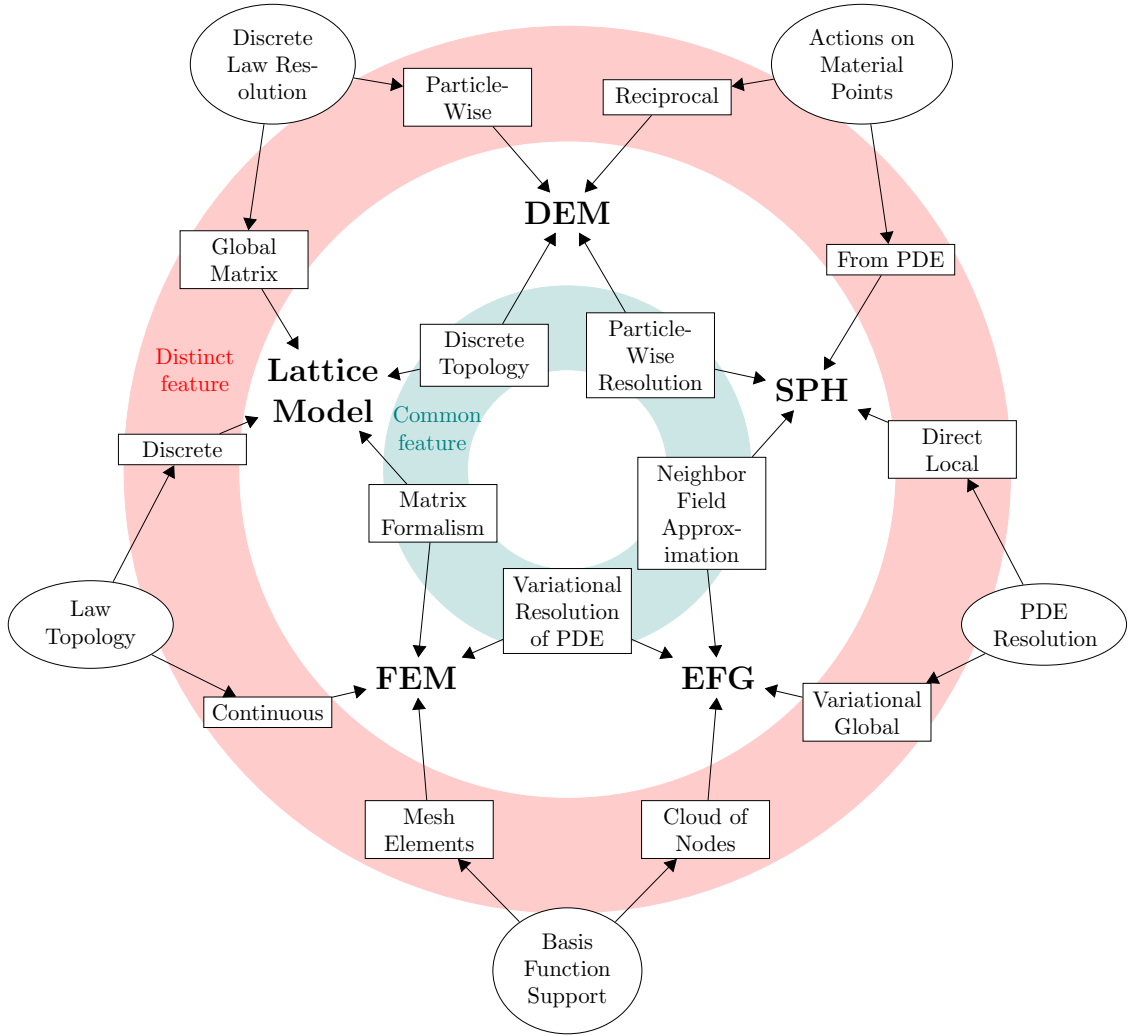 Discrete
Law Res-
olution
Actions on
Material
Points
Particle-
Wise
Reciprocal
DEM
Global
Matrix
From PDE
Discrete
Topology
Particle-
Wise
Resolution
Distinct
feature
Lattice
Model
SPH
Common
feature
Discrete
Direct
Local
Matrix
Formalism
Neighbor
Field
Approx-
imation
Law
Topology
Variational
Resolution
of PDE
PDE
Resolution
FEM
EFG
Continuous
Variational
Global
Mesh
Elements
Cloud of
Nodes
Basis
Function
Support